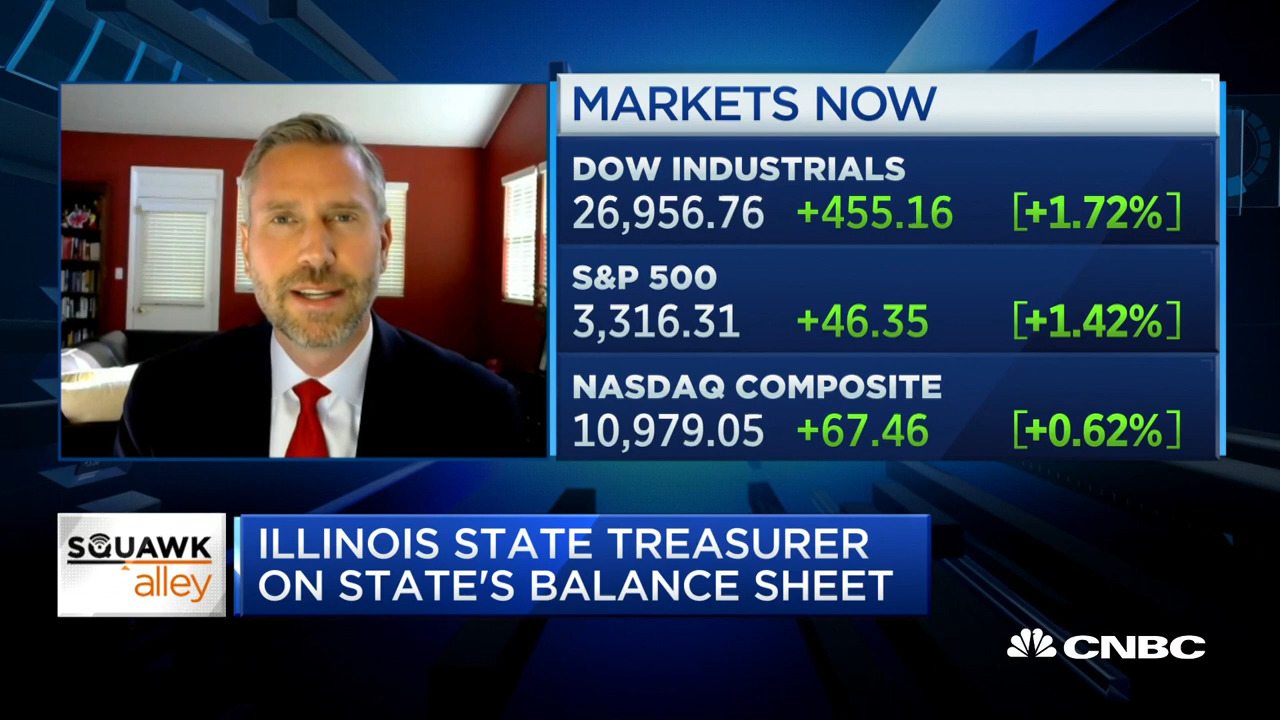 MARKETS NOW
DOW INDUSTRIALS
26,956.76 +455.16 [+1.72%]
S&P 500
3,316.31 +46.35 [+1.42%]
NASDAQ COMPOSITE
10,979.05 +67.46 [+0.62%]
SQUAWK
alley
ILLINOIS STATE TREASURER
ON STATE'S BALANCE SHEET
CNBC